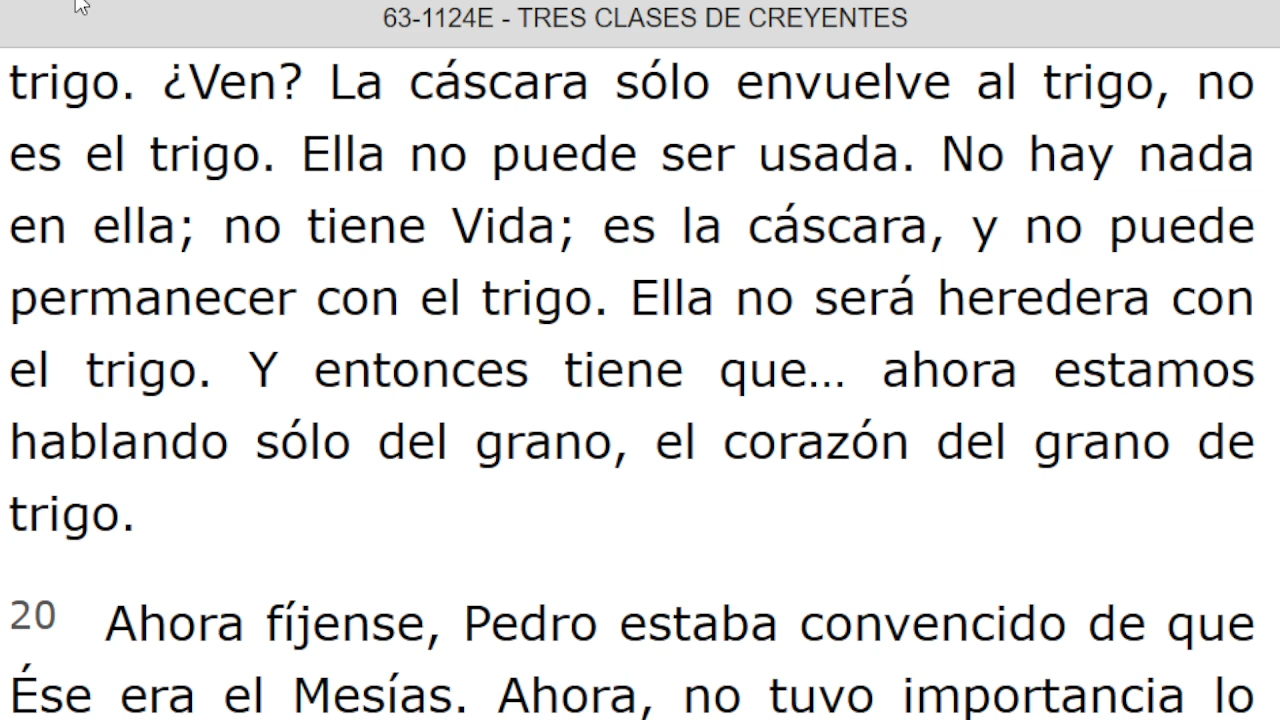 63-1124E - TRES CLASES DE CREYENTES
trigo. ¿Ven? La cáscara sólo envuelve al trigo, no
es el trigo. Ella no puede ser usada. No hay nada
en ella; no tiene Vida; es la cáscara, y no puede
permanecer con el trigo. Ella no será heredera con
el trigo. Y entonces tiene que... ahora estamos
hablando sólo del grano, el corazón del grano de
trigo.
20 Ahora fíjense, Pedro estaba convencido de que
Ése era el Mesías. Ahora, no tuvo importancia lo